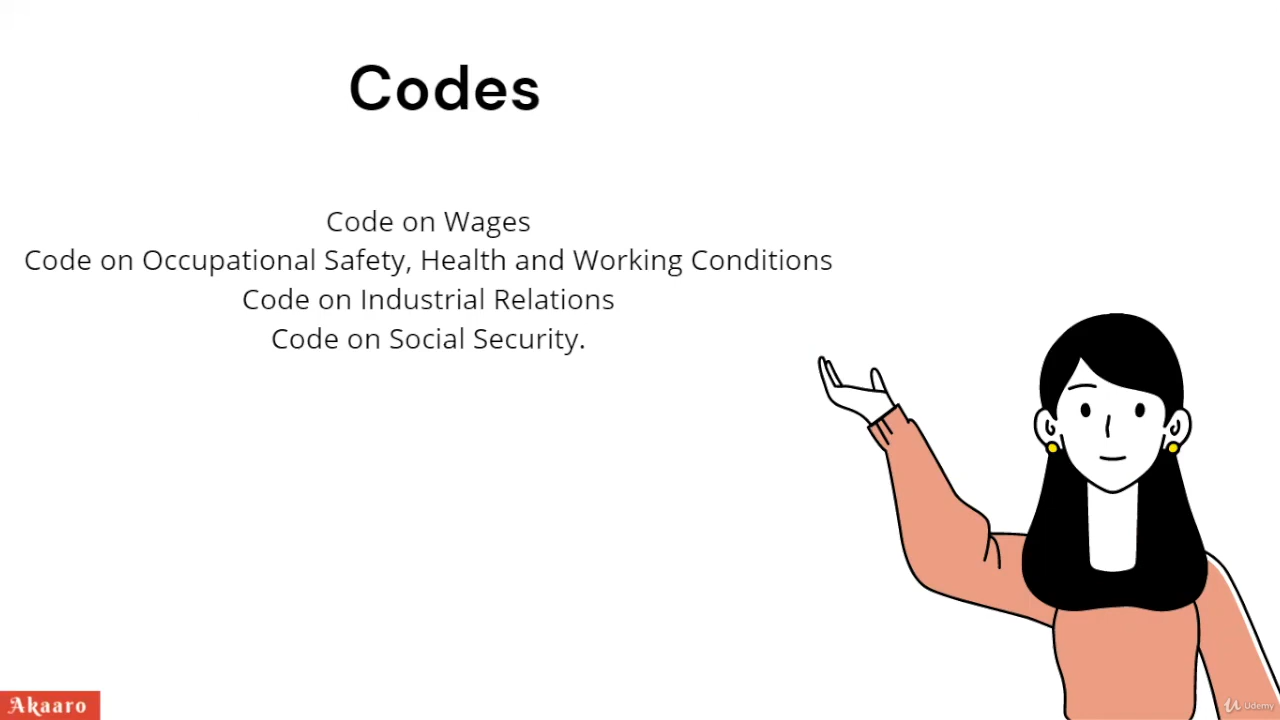 Codes
Code on Wages
Code on Occupational Safety, Health and Working Conditions
Code on Industrial Relations
Code on Social Security.
Akaaro
Udemy